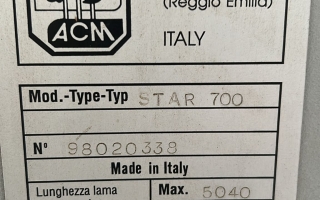 (Reggio Emilia)
ACM
ITALY
Mod.-Type-Typ STAR 700
N° 98020338
Made in Italy
Lunghezza lama Max. 5040